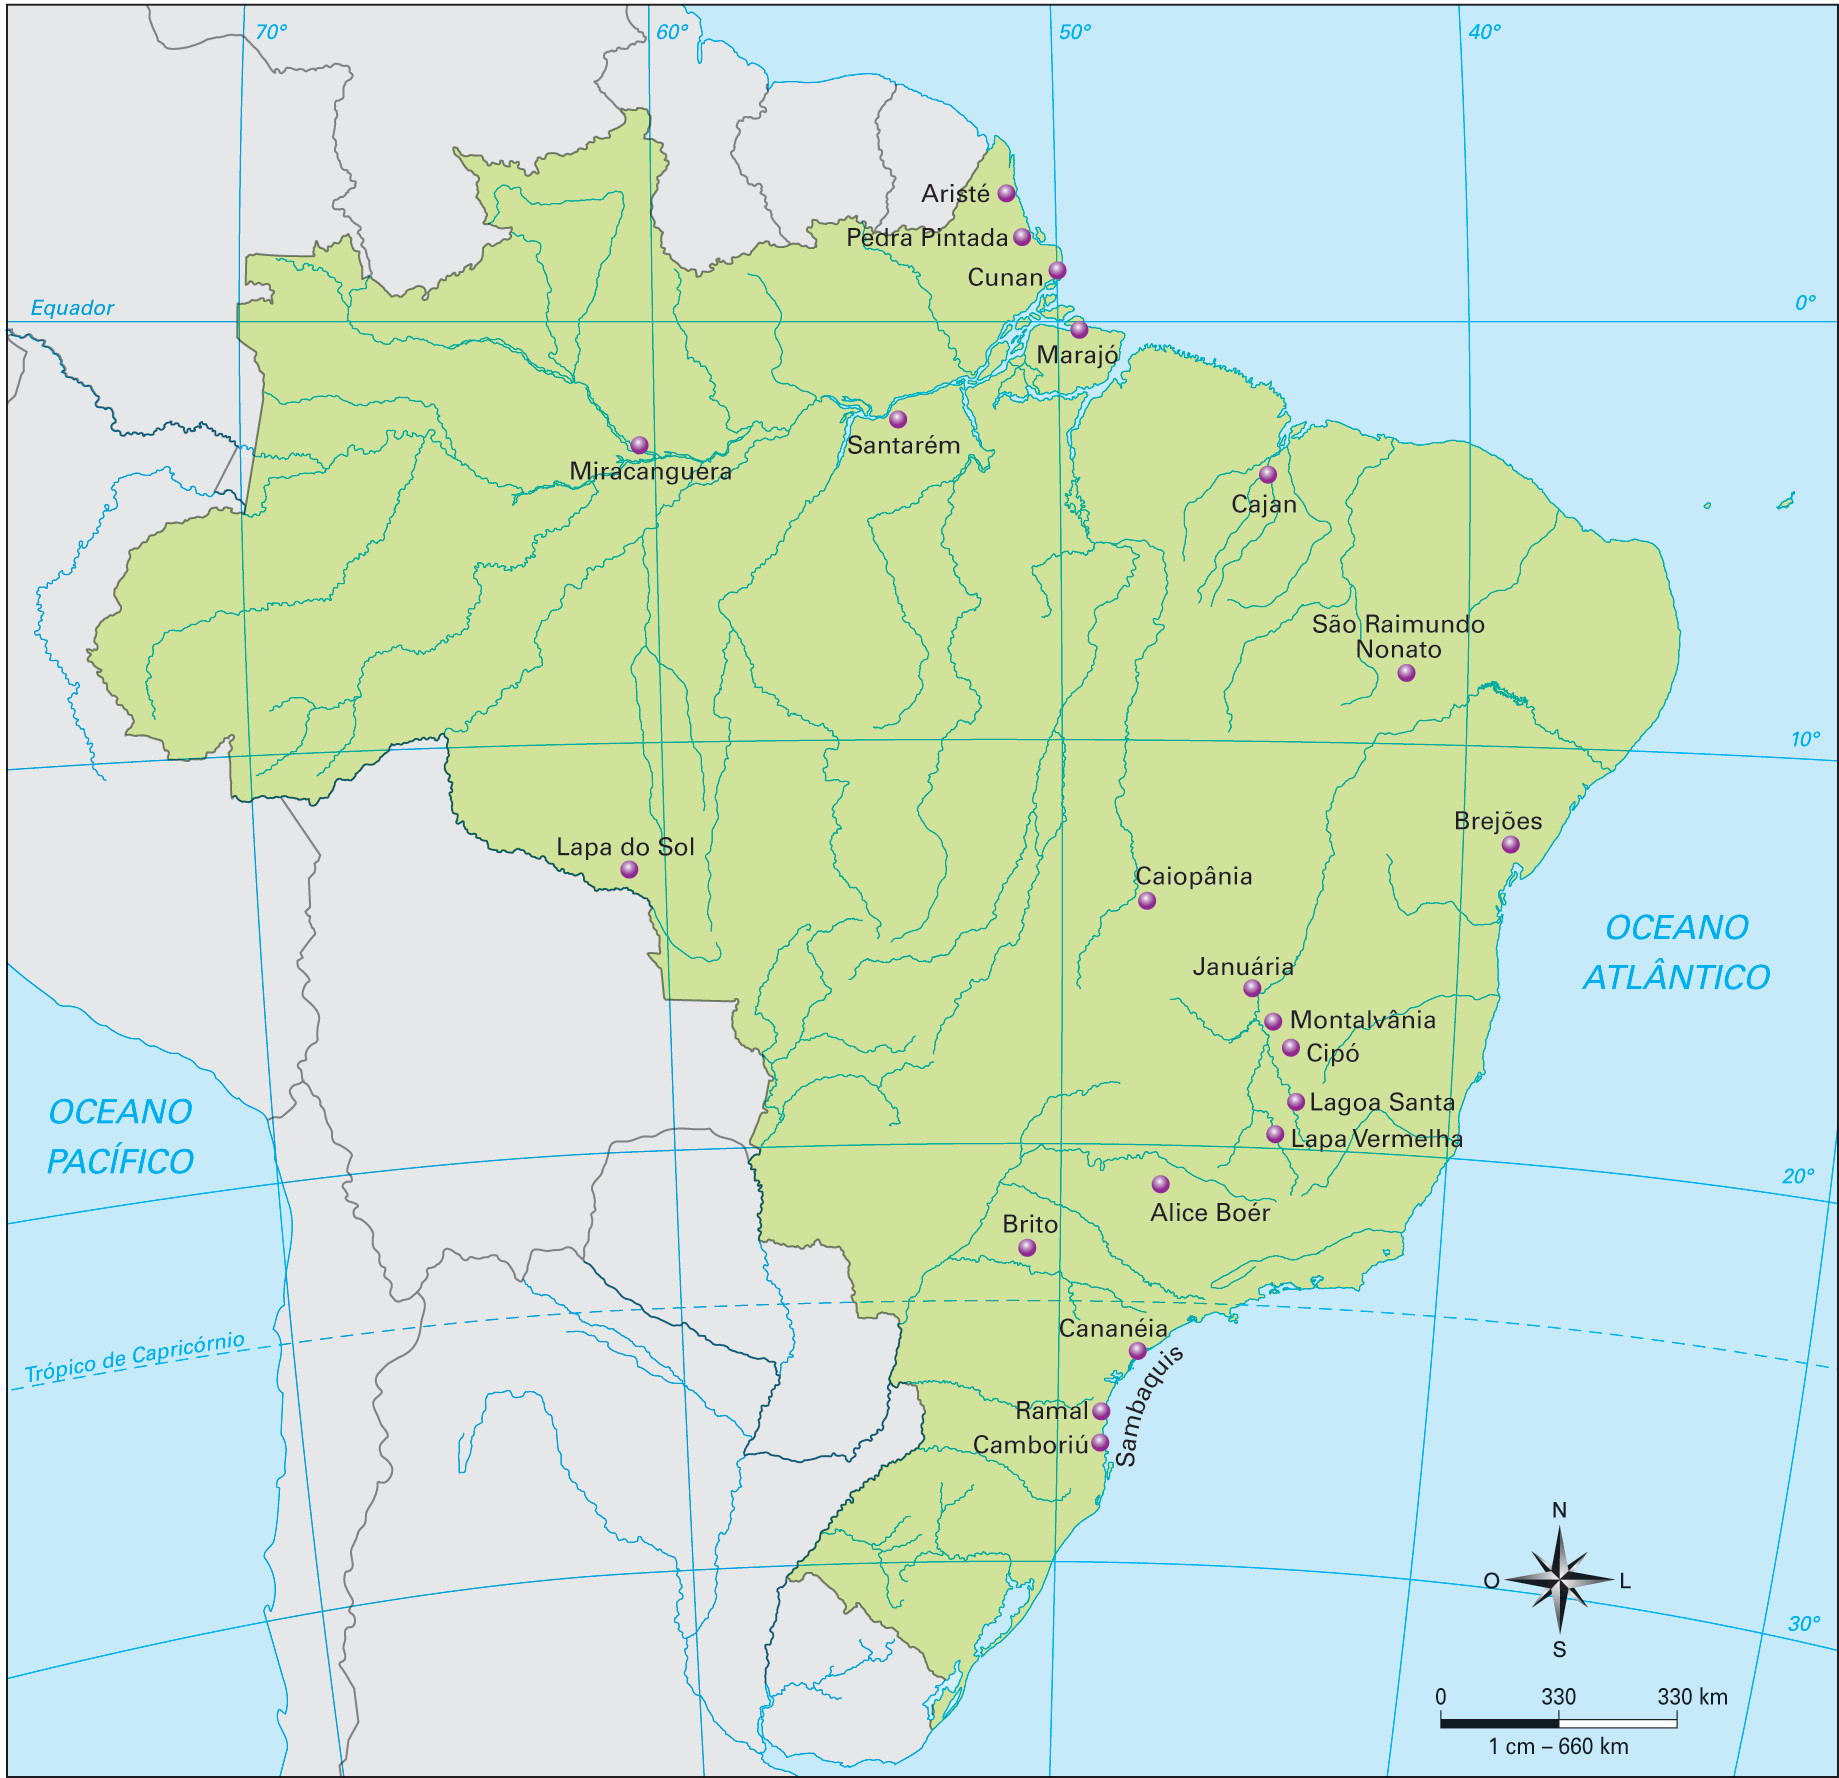 70°
60°
50°
40°
Aristé
Pedra Pintada
Cunan
Equador
0°
Marajó
Santarém
Miracanguera
Cajan
São Raimundo
Nonato
10°
Brejões
Lapa do Sol
Caiopânia
OCEANO
ATLÂNTICO
Januária
Montalvânia
Cipó
Lagoa Santa
Lapa Vermelha
OCEANO
PACÍFICO
20°
Alice Boér
Brito
Cananéia
Trópico de Capricórnio
Sambaquis
Ramal
Camboriú
N
O
L
S
30°
0
330
330 km
1 cm – 660 km